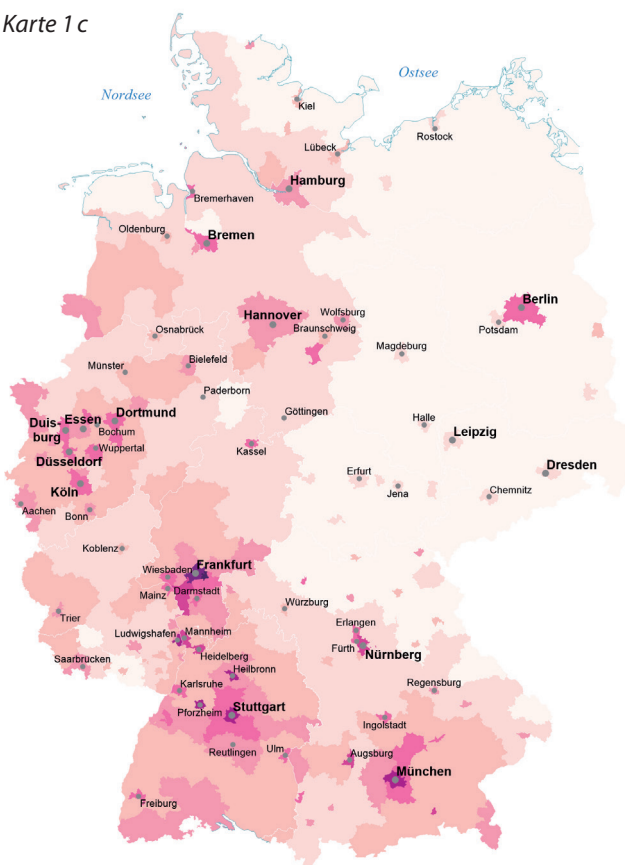 Karte 1 c
Nordsee
Ostsee
Kiel
Rostock
Lübeck
Hamburg
Bremerhaven
Oldenburg
Bremen
Berlin
Hannover
Wolfsburg
Potsdam
Braunschweig
Osnabrück
Magdeburg
Münster
Bielefeld
Paderborn
Göttingen
Dortmund
Duis-
burg
Essen
Bochum
Halle
Leipzig
Wuppertal
Kassel
Düsseldorf
Dresden
Erfurt
Köln
Jena
Chemnitz
Aachen
Bonn
Koblenz
Frankfurt
Wiesbaden
Mainz
Darmstadt
Würzburg
Trier
Erlangen
Ludwigshafen
Mannheim
Fürth
Nürnberg
Saarbrucken
Heidelberg
Heilbronn
Karlsruhe
Regensburg
Pforzheim
Stuttgart
Ingolstadt
Reutlingen
Ulm
Augsburg
München
Freiburg